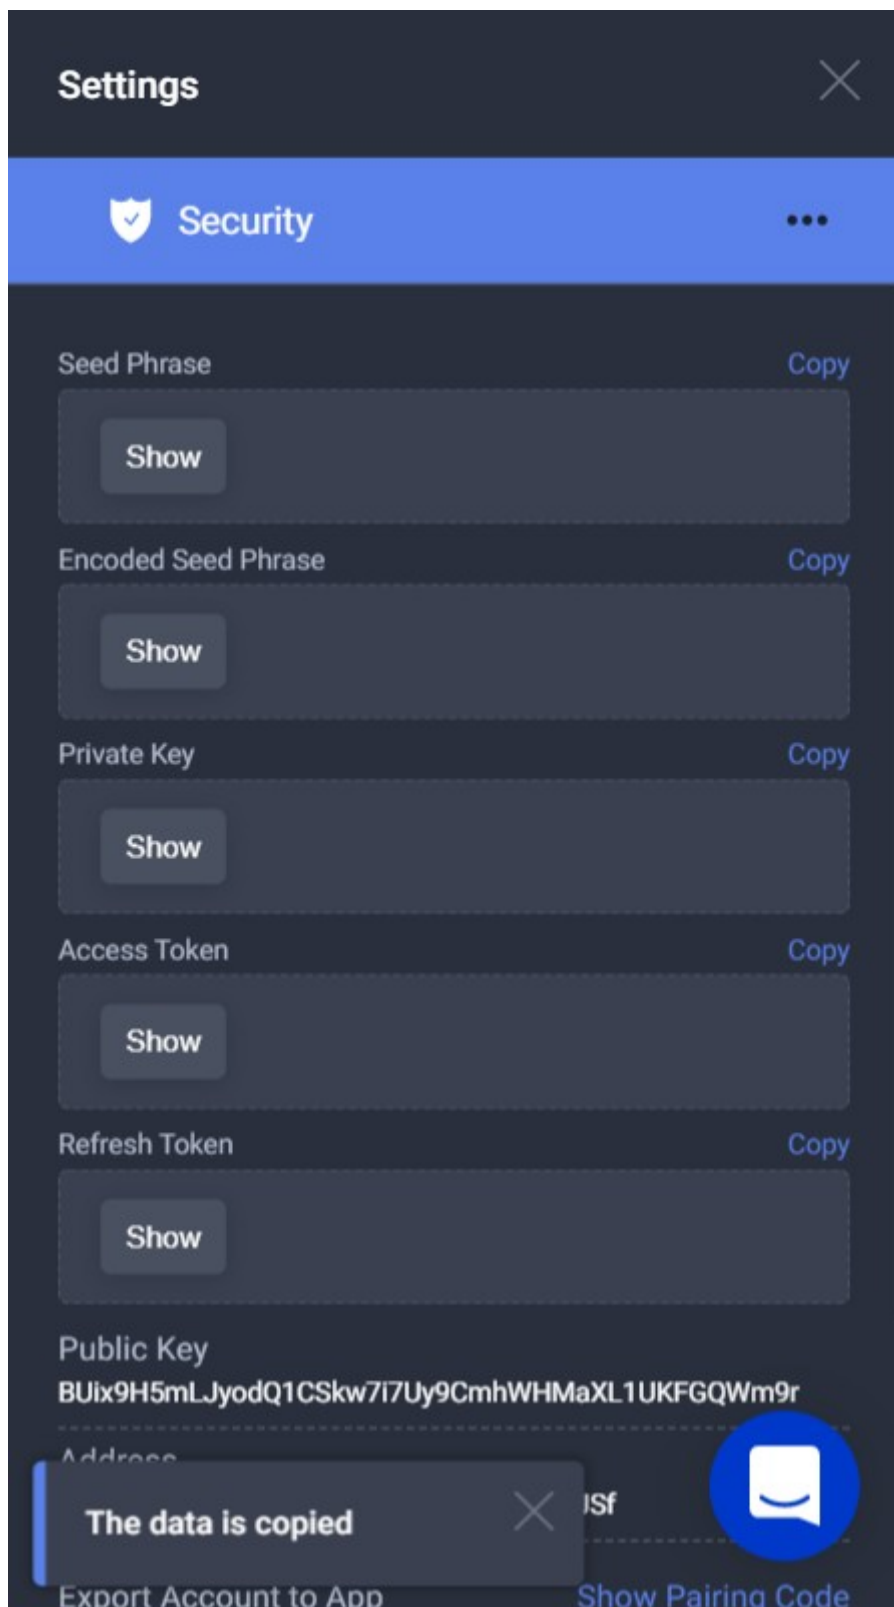 Settings
Security
Seed Phrase Copy
Show
Encoded Seed Phrase Copy
Show
Private Key Copy
Show
Access Token Copy
Show
Refresh Token Copy
Show
Public Key
BUix9H5mLJyodQ1CSkw7i7Uy9CmhWHMaXL1UKFGQWm9r
Address
The data is copied
Export Account to App Show Pairing Code